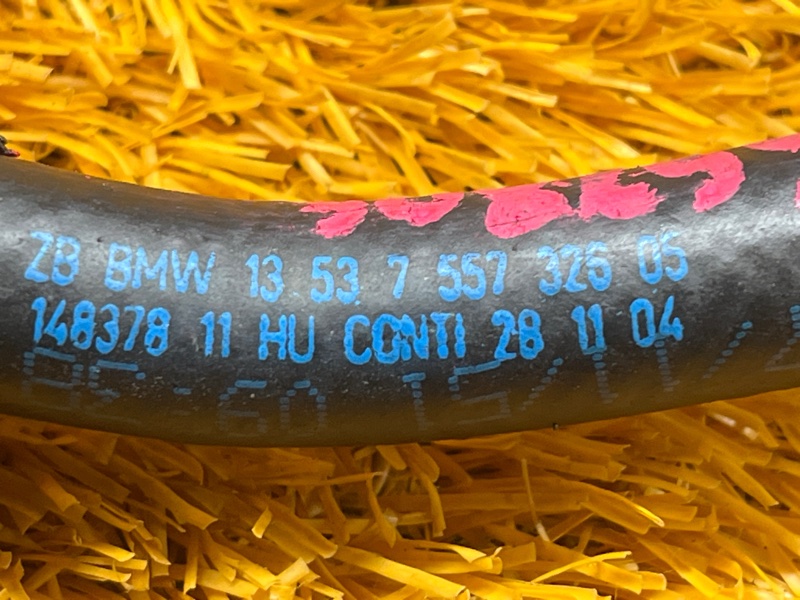 ZB BMW 13 53 7 557 326 05
148378 11 HU CONTI 28 11 04